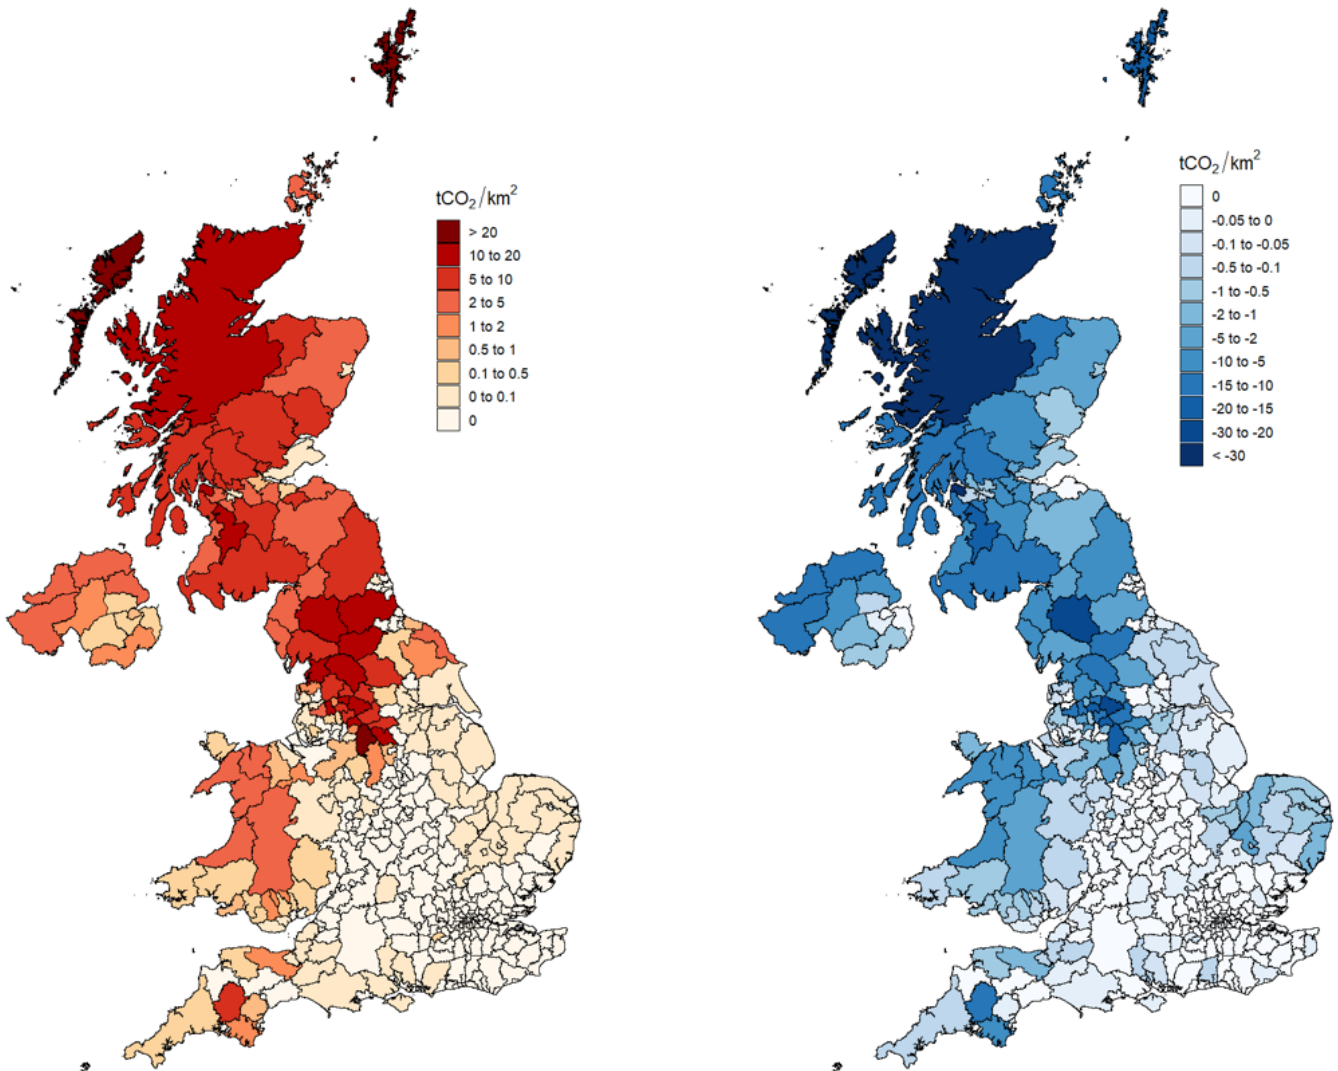 tCO₂/km²
> 20
10 to 20
5 to 10
2 to 5
1 to 2
0.5 to 1
0.1 to 0.5
0 to 0.1
0
tCO₂/km²
0
-0.05 to 0
-0.1 to -0.05
-0.5 to -0.1
-1 to -0.5
-2 to -1
-5 to -2
-10 to -5
-15 to -10
-20 to -15
-30 to -20
< -30